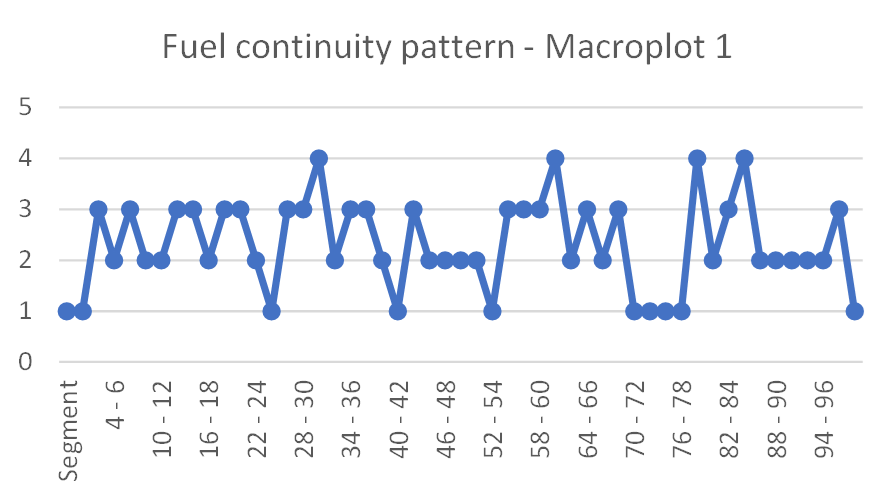 Fuel continuity pattern - Macroplot 1
5
4
3
2
1
0
Segment
4 - 6
10 - 12
16 - 18
22 - 24
28 - 30
34 - 36
40 - 42
46 - 48
52 - 54
58 - 60
64 - 66
70 - 72
76 - 78
82 - 84
88 - 90
94 - 96